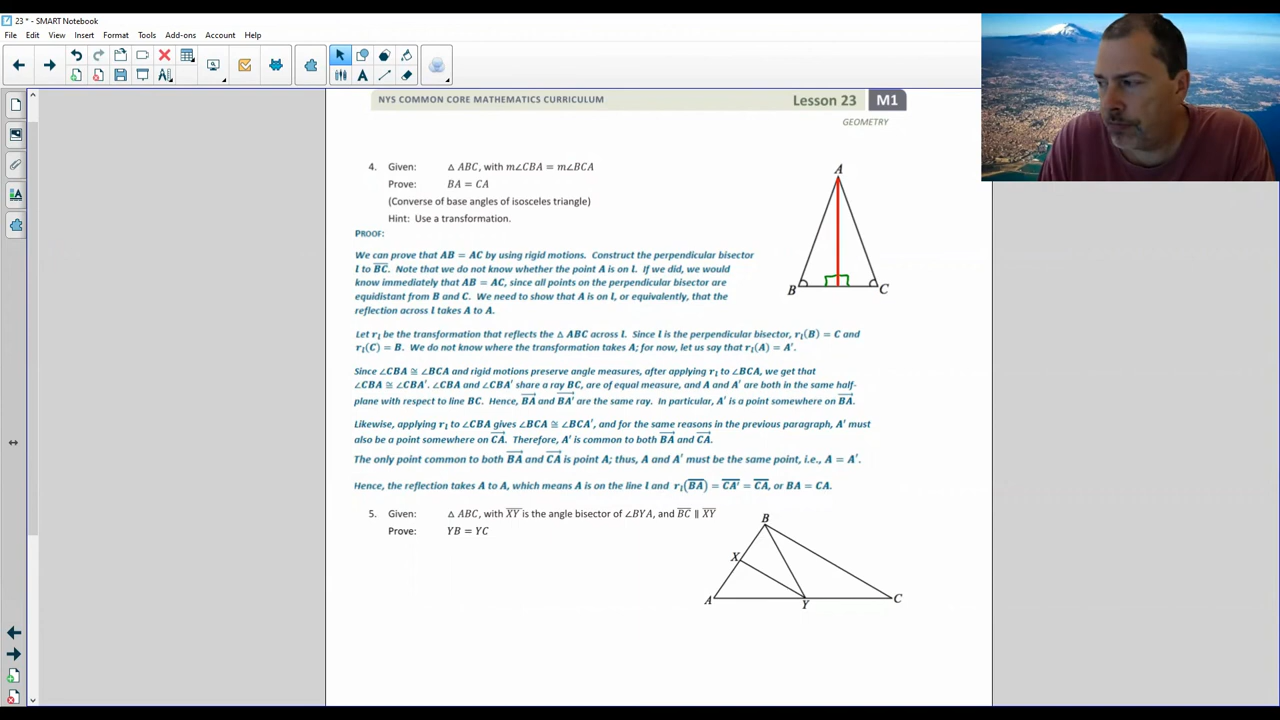 23 * - SMART Notebook
File Edit View Insert Format Tools Add-ons Account Help
NYS COMMON CORE MATHEMATICS CURRICULUM Lesson 23 M1
GEOMETRY
4. Given: △ ABC, with m∠CBA = m∠BCA
Prove: BA = CA
(Converse of base angles of isosceles triangle)
Hint: Use a transformation.
PROOF:
We can prove that AB = AC by using rigid motions. Construct the perpendicular bisector
l to BC. Note that we do not know whether the point A is on l. If we did, we would
know immediately that AB = AC, since all points on the perpendicular bisector are
equidistant from B and C. We need to show that A is on l, or equivalently, that the
reflection across l takes A to A.
A
B
C
Let rl be the transformation that reflects the △ ABC across l. Since l is the perpendicular bisector, rl(B) = C and
rl(C) = B. We do not know where the transformation takes A; for now, let us say that rl(A) = A′.
Since ∠CBA ≅ ∠BCA and rigid motions preserve angle measures, after applying rl to ∠BCA, we get that
∠CBA ≅ ∠CBA′. ∠CBA and ∠CBA′ share a ray BC, are of equal measure, and A and A′ are both in the same half-
plane with respect to line BC. Hence, BA and BA′ are the same ray. In particular, A′ is a point somewhere on BA.
Likewise, applying rl to ∠CBA gives ∠BCA ≅ ∠BCA′, and for the same reasons in the previous paragraph, A′ must
also be a point somewhere on CA. Therefore, A′ is common to both BA and CA.
The only point common to both BA and CA is point A; thus, A and A′ must be the same point, i.e., A = A′.
Hence, the reflection takes A to A, which means A is on the line l and rl(BA) = CA′ = CA, or BA = CA.
5. Given: △ ABC, with XY is the angle bisector of ∠BYA, and BC ∥ XY
Prove: YB = YC
B
X
A
Y
C